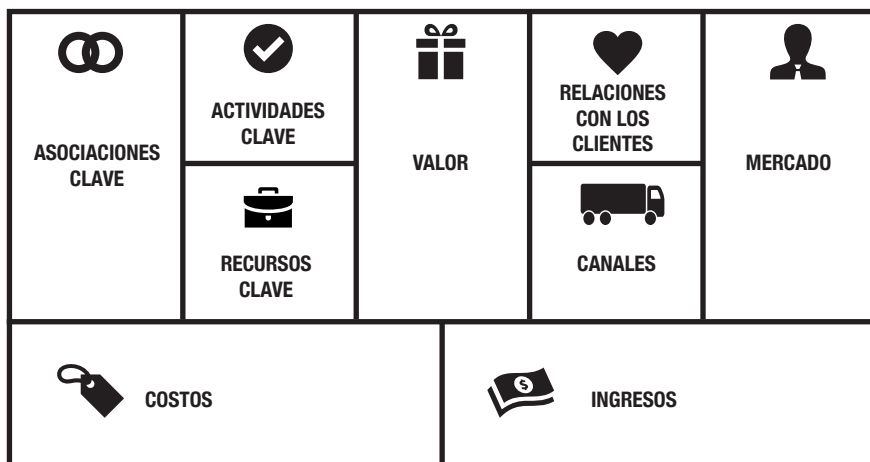 ASOCIACIONES
CLAVE
ACTIVIDADES
CLAVE
RECURSOS
CLAVE
VALOR
RELACIONES
CON LOS
CLIENTES
CANALES
MERCADO
COSTOS
$
INGRESOS